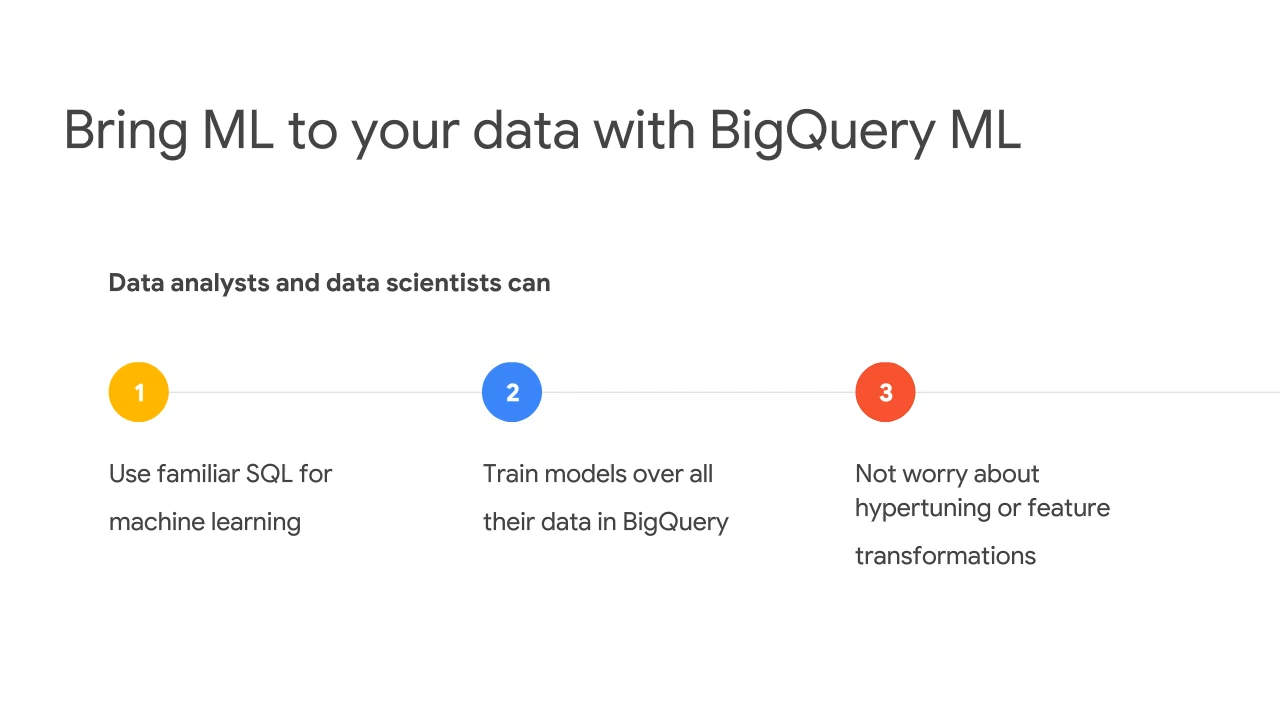 Bring ML to your data with BigQuery ML
Data analysts and data scientists can
1
Use familiar SQL for
machine learning
2
Train models over all
their data in BigQuery
3
Not worry about
hypertuning or feature
transformations